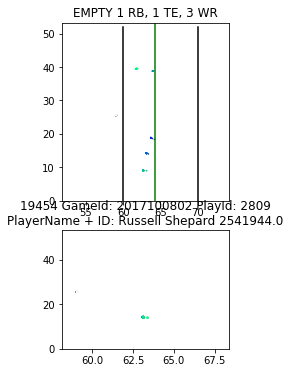 EMPTY 1 RB, 1 TE, 3 WR
50
40
30
20
10
0
55 60 65 70
19454 GameId: 2017100802 PlayId: 2809
PlayerName + ID: Russell Shepard 2541944.0
40
20
0
60.0 62.5 65.0 67.5